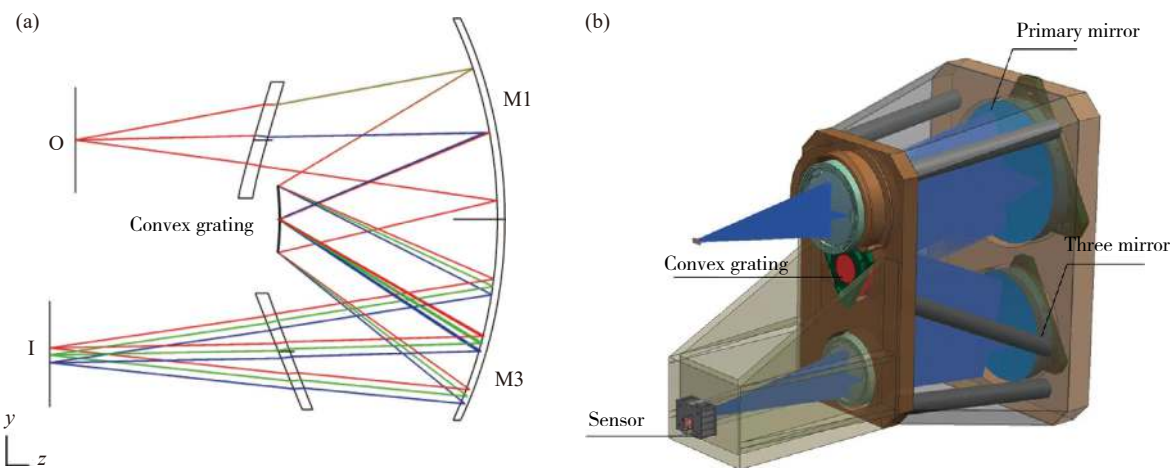 (a)
M1
O
Convex grating
I
M3
y
z
(b)
Primary mirror
Three mirror
Convex grating
Sensor